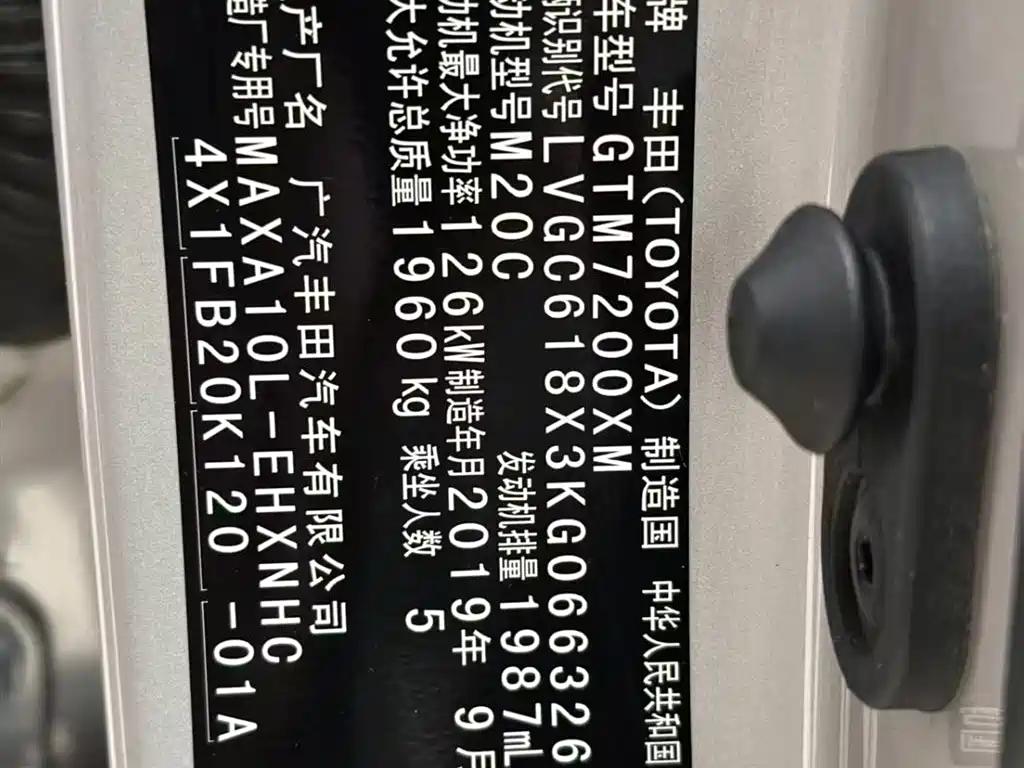 牌 丰田(TOYOTA) 制造国 中华人民共和国
车型号 GTM7200XM
识别代号 LVGC618X3KG066326
动机型号 M20C 发动机排量 1987mL
动机最大净功率 126kW 制造年月 2019年 9月
大允许总质量 1960 kg 乘坐人数 5
产厂名 广汽丰田汽车有限公司
造厂专用号 MAXA10L-EHXNHC
4X1FB20K120 -01A